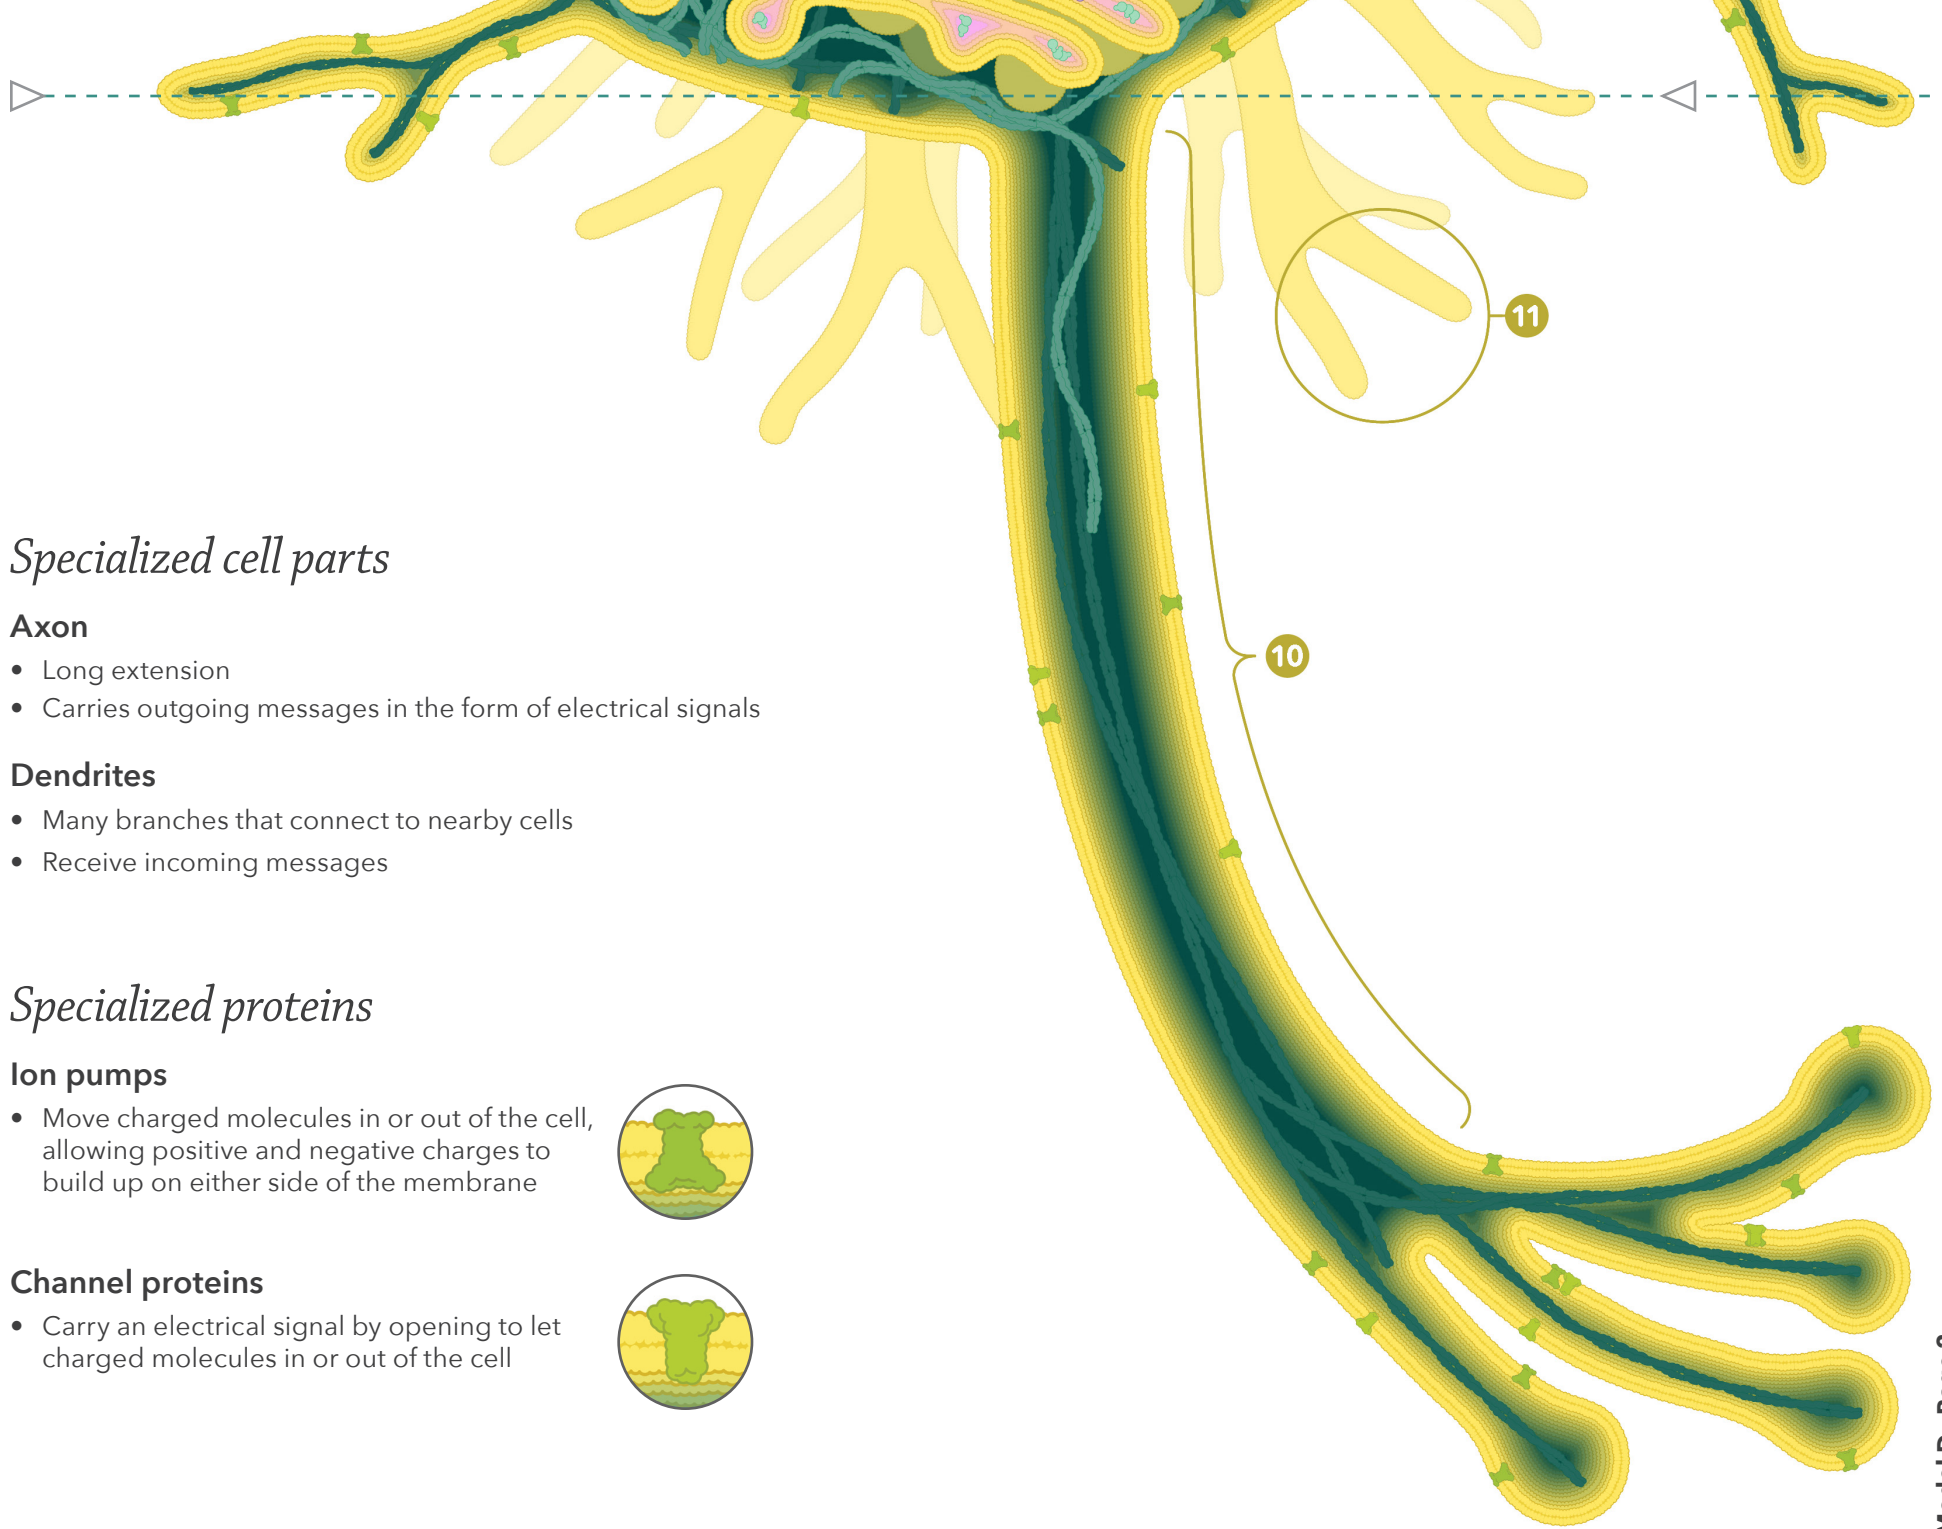 11
10
Specialized cell parts
Axon
• Long extension
• Carries outgoing messages in the form of electrical signals
Dendrites
• Many branches that connect to nearby cells
• Receive incoming messages
Specialized proteins
Ion pumps
• Move charged molecules in or out of the cell,
allowing positive and negative charges to
build up on either side of the membrane
Channel proteins
• Carry an electrical signal by opening to let
charged molecules in or out of the cell